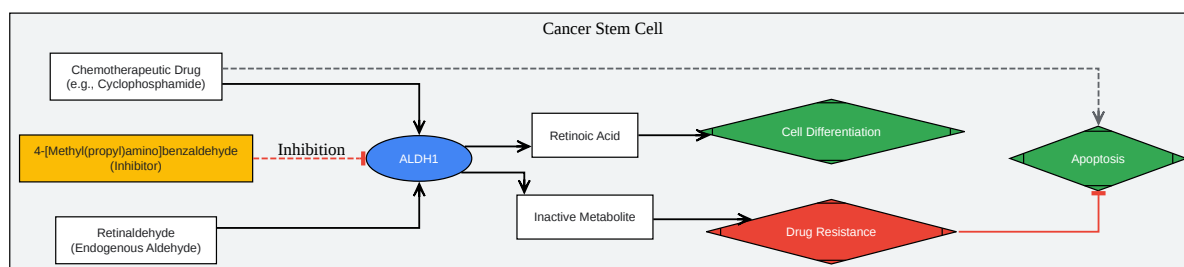 Cancer Stem Cell
Chemotherapeutic Drug
(e.g., Cyclophosphamide)
4-[Methyl(propyl)amino]benzaldehyde
(Inhibitor)
Inhibition
Retinaldehyde
(Endogenous Aldehyde)
ALDH1
Retinoic Acid
Inactive Metabolite
Cell Differentiation
Drug Resistance
Apoptosis